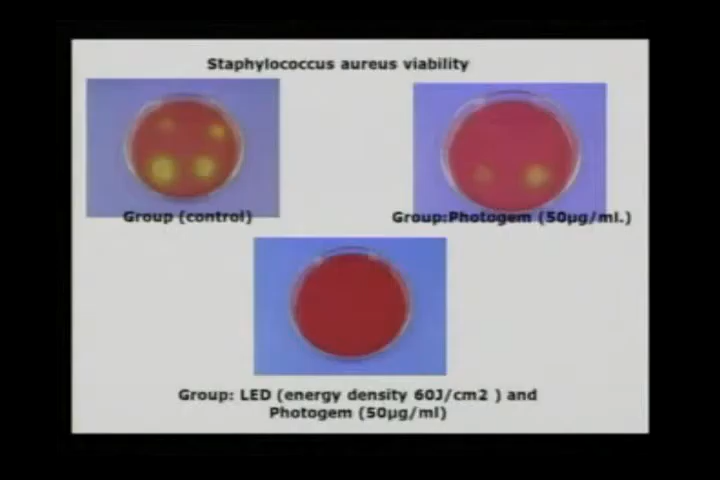 Staphylococcus aureus viability
Group (control)
Group:Photogem (50µg/ml.)
Group: LED (energy density 60J/cm2 ) and
Photogem (50µg/ml)